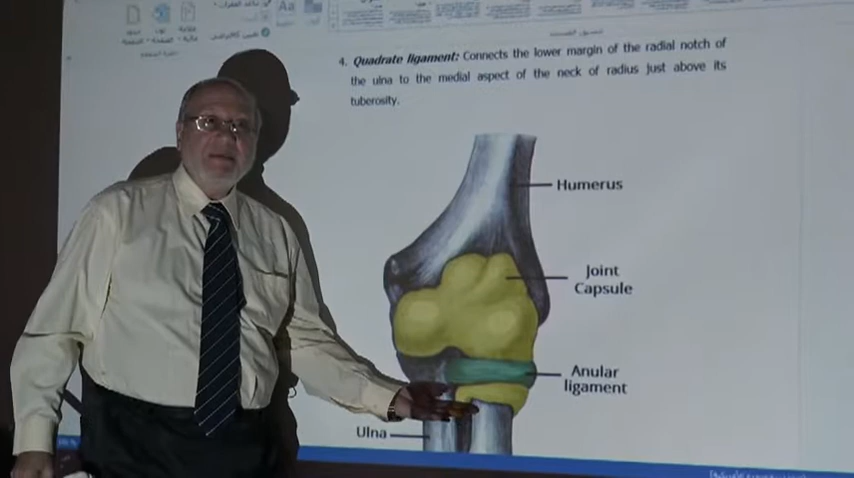 Aa
4. Quadrate ligament: Connects the lower margin of the radial notch of
the ulna to the medial aspect of the neck of radius just above its
tuberosity.
Humerus
Joint
Capsule
Anular
ligament
Ulna